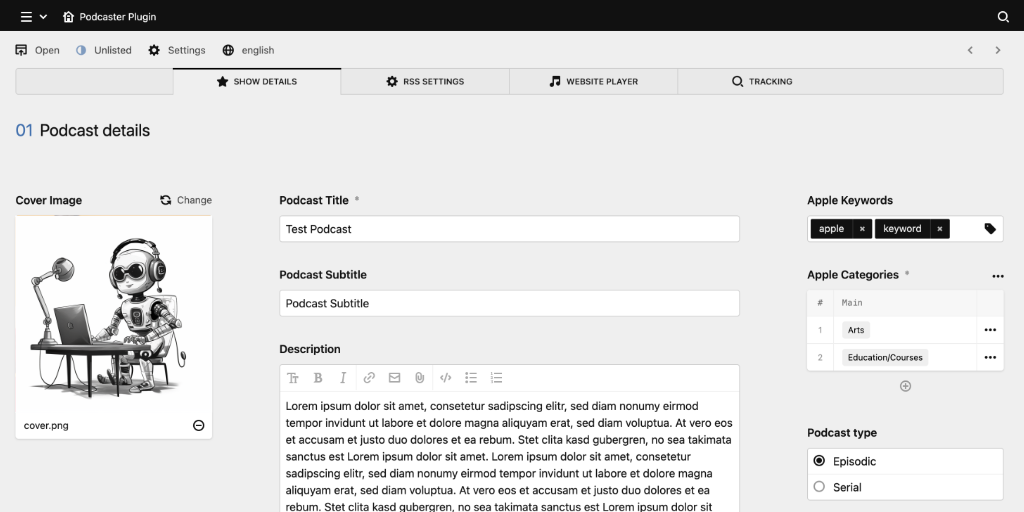 Podcaster Plugin
Open Unlisted Settings english
SHOW DETAILS RSS SETTINGS WEBSITE PLAYER TRACKING
01 Podcast details
Cover Image Change
cover.png
Podcast Title *
Test Podcast
Podcast Subtitle
Podcast Subtitle
Description
Lorem ipsum dolor sit amet, consetetur sadipscing elitr, sed diam nonumy eirmod
tempor invidunt ut labore et dolore magna aliquyam erat, sed diam voluptua. At vero eos
et accusam et justo duo dolores et ea rebum. Stet clita kasd gubergren, no sea takimata
sanctus est Lorem ipsum dolor sit amet. Lorem ipsum dolor sit amet, consetetur
sadipscing elitr, sed diam nonumy eirmod tempor invidunt ut labore et dolore magna
aliquyam erat, sed diam voluptua. At vero eos et accusam et justo duo dolores et ea
rebum. Stet clita kasd gubergren, no sea takimata sanctus est Lorem ipsum dolor sit
Apple Keywords
apple × keyword ×
Apple Categories *
# Main
1 Arts
2 Education/Courses
Podcast type
Episodic
Serial